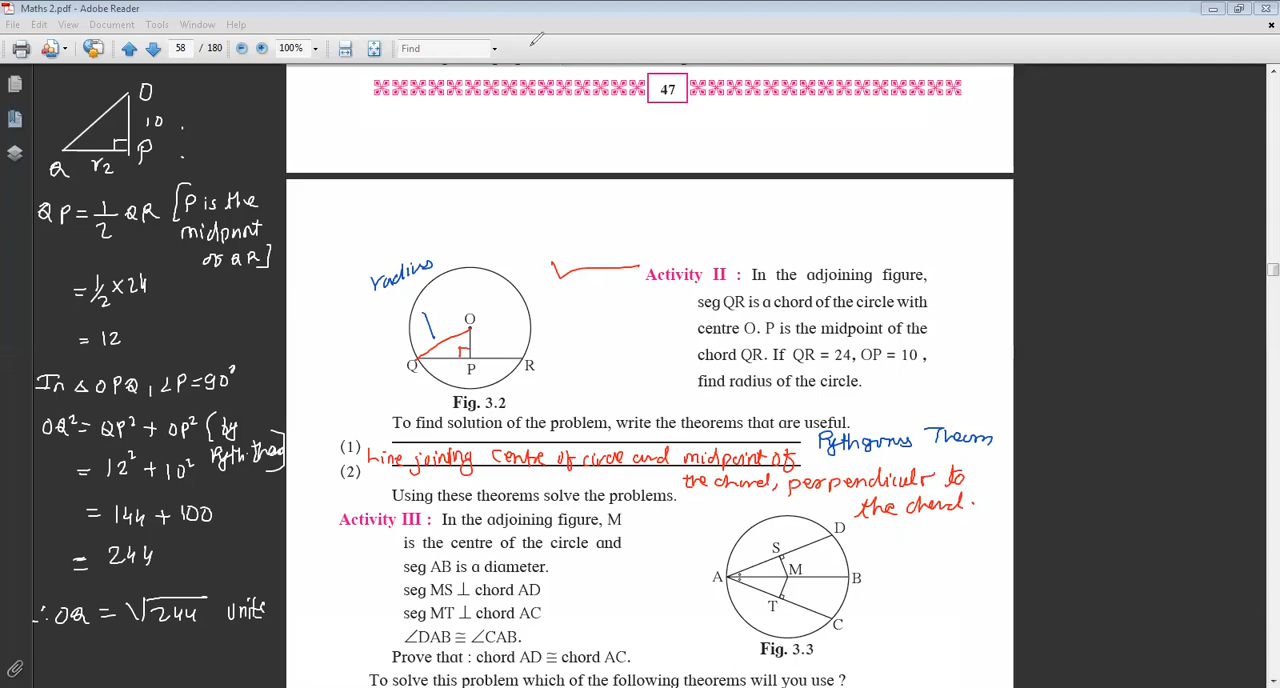 Maths 2.pdf - Adobe Reader
File Edit View Document Tools Window Help
58 / 180 100% Find
47
O
10
P
Q 12
QP = 1/2 QR [P is the
midpoint
of QR]
= 1/2 × 24
= 12
In △ OPQ, ∠P = 90°
OQ² = QP² + OP² {by
Pyth. Theo]
= 12² + 10²
= 144 + 100
= 244
∴ OQ = √244 units
radius
O
Q P R
Fig. 3.2
Activity II : In the adjoining figure,
seg QR is a chord of the circle with
centre O. P is the midpoint of the
chord QR. If QR = 24, OP = 10 ,
find radius of the circle.
To find solution of the problem, write the theorems that are useful.
(1)
Pythgorus Theorm
(2) Line joining centre of circle and midpoint of
the chord, perpendiculr to
the chord.
Using these theorems solve the problems.
Activity III : In the adjoining figure, M
is the centre of the circle and
seg AB is a diameter.
seg MS ⊥ chord AD
seg MT ⊥ chord AC
∠DAB ≅ ∠CAB.
Prove that : chord AD ≅ chord AC.
D
S
A M B
T
C
Fig. 3.3
To solve this problem which of the following theorems will you use ?